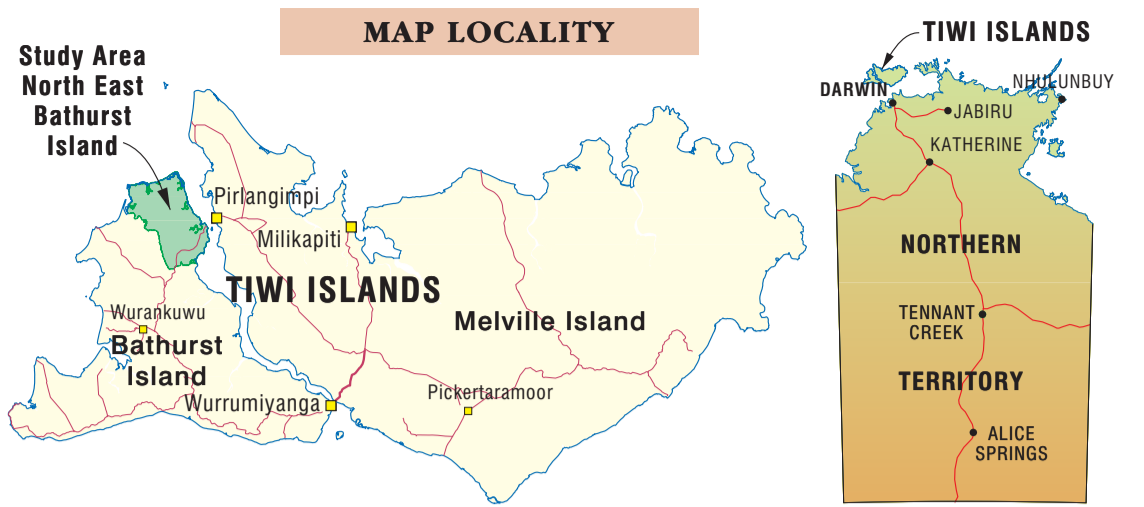 MAP LOCALITY
Study Area
North East
Bathurst
Island
Pirlangimpi
Milikapiti
TIWI ISLANDS
Melville Island
Wurankuwu
Bathurst
Island
Pickertaramoor
Wurrumiyanga
TIWI ISLANDS
DARWIN
NHULUNBUY
JABIRU
KATHERINE
NORTHERN
TENNANT
CREEK
TERRITORY
ALICE
SPRINGS